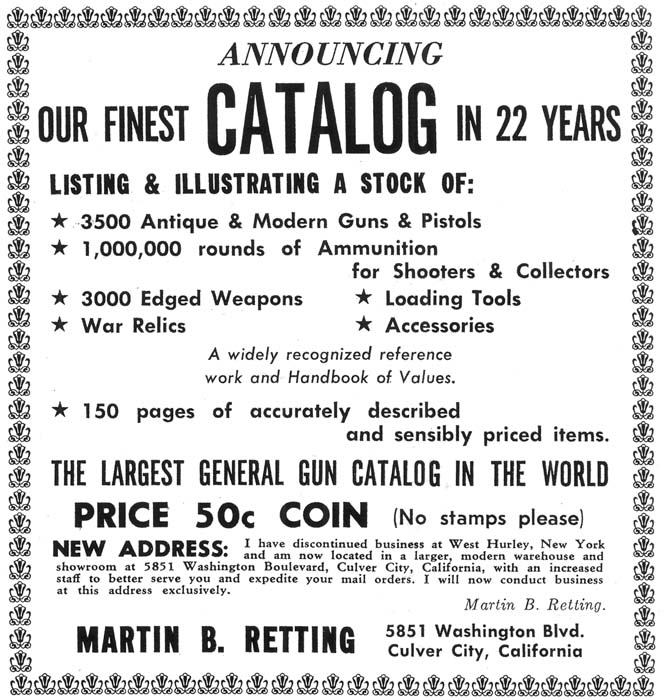 ANNOUNCING
OUR FINEST CATALOG IN 22 YEARS
LISTING & ILLUSTRATING A STOCK OF:
★ 3500 Antique & Modern Guns & Pistols
★ 1,000,000 rounds of Ammunition
for Shooters & Collectors
★ 3000 Edged Weapons ★ Loading Tools
★ War Relics ★ Accessories
A widely recognized reference
work and Handbook of Values.
★ 150 pages of accurately described
and sensibly priced items.
THE LARGEST GENERAL GUN CATALOG IN THE WORLD
PRICE 50c COIN (No stamps please)
NEW ADDRESS: I have discontinued business at West Hurley, New York
and am now located in a larger, modern warehouse and
showroom at 5851 Washington Boulevard, Culver City, California, with an increased
staff to better serve you and expedite your mail orders. I will now conduct business
at this address exclusively.
Martin B. Retting.
MARTIN B. RETTING 5851 Washington Blvd.
Culver City, California